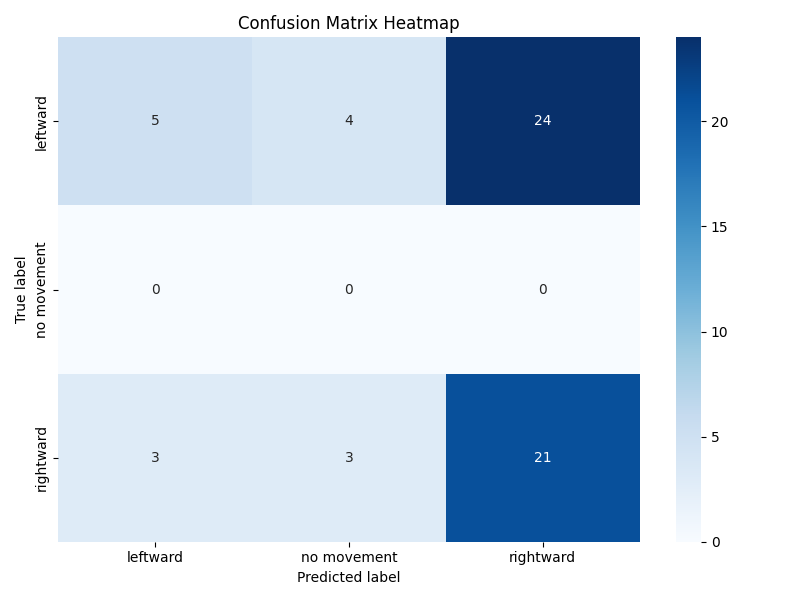 Confusion Matrix Heatmap
True label
leftward
5 4 24
20
15
no movement
0 0 0
10
5
rightward
3 3 21
0
leftward no movement rightward
Predicted label